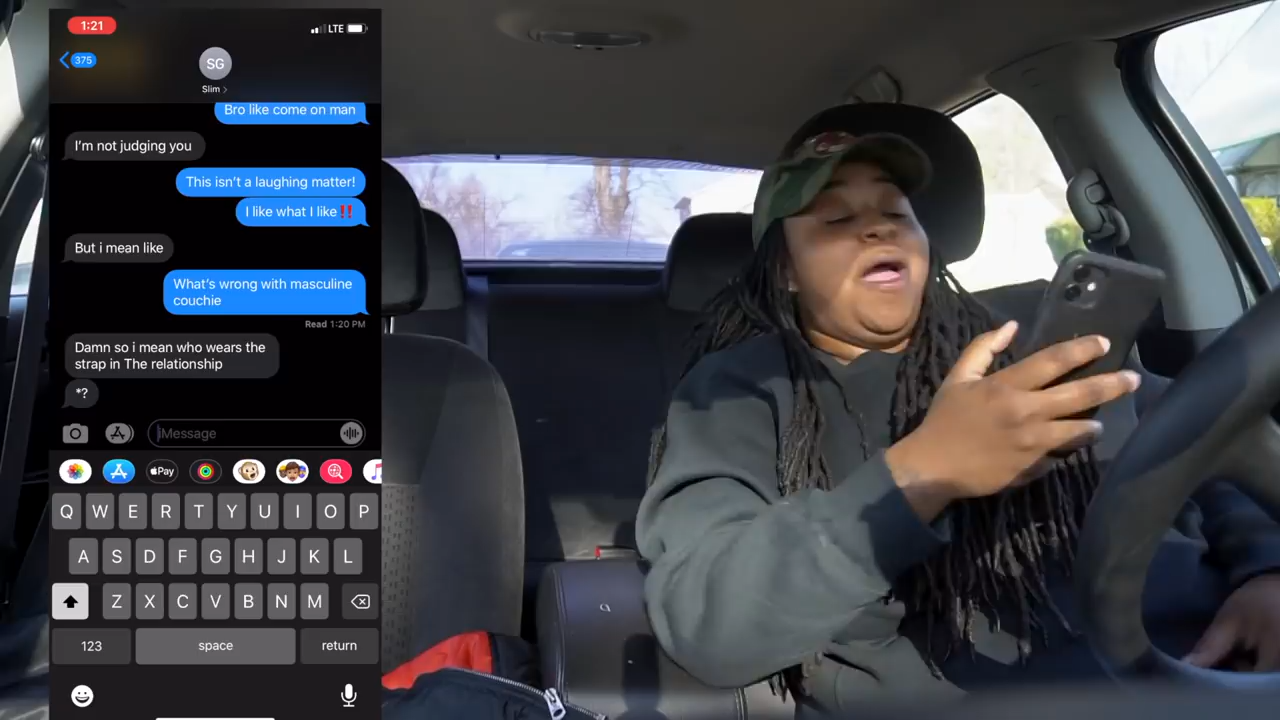 1:21
LTE
375
SG
Slim
Bro like come on man
I'm not judging you
This isn't a laughing matter!
I like what I like‼️
But i mean like
What's wrong with masculine
couchie
Read 1:20 PM
Damn so i mean who wears the
strap in The relationship
*?
iMessage
Pay
Q W E R T Y U I O P
A S D F G H J K L
Z X C V B N M
123 space return